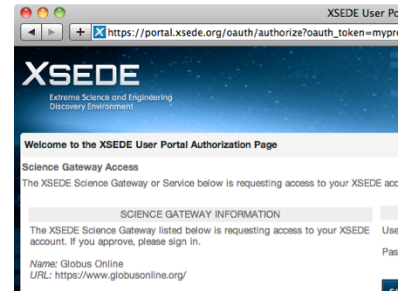 XSEDE User Po
https://portal.xsede.org/oauth/authorize?oauth_token=mypro
XSEDE
Extreme Science and Engineering
Discovery Environment
Welcome to the XSEDE User Portal Authorization Page
Science Gateway Access
The XSEDE Science Gateway or Service below is requesting access to your XSEDE acc
SCIENCE GATEWAY INFORMATION
The XSEDE Science Gateway listed below is requesting access to your XSEDE
account. If you approve, please sign in.
Use
Pas
Name: Globus Online
URL: https://www.globusonline.org/